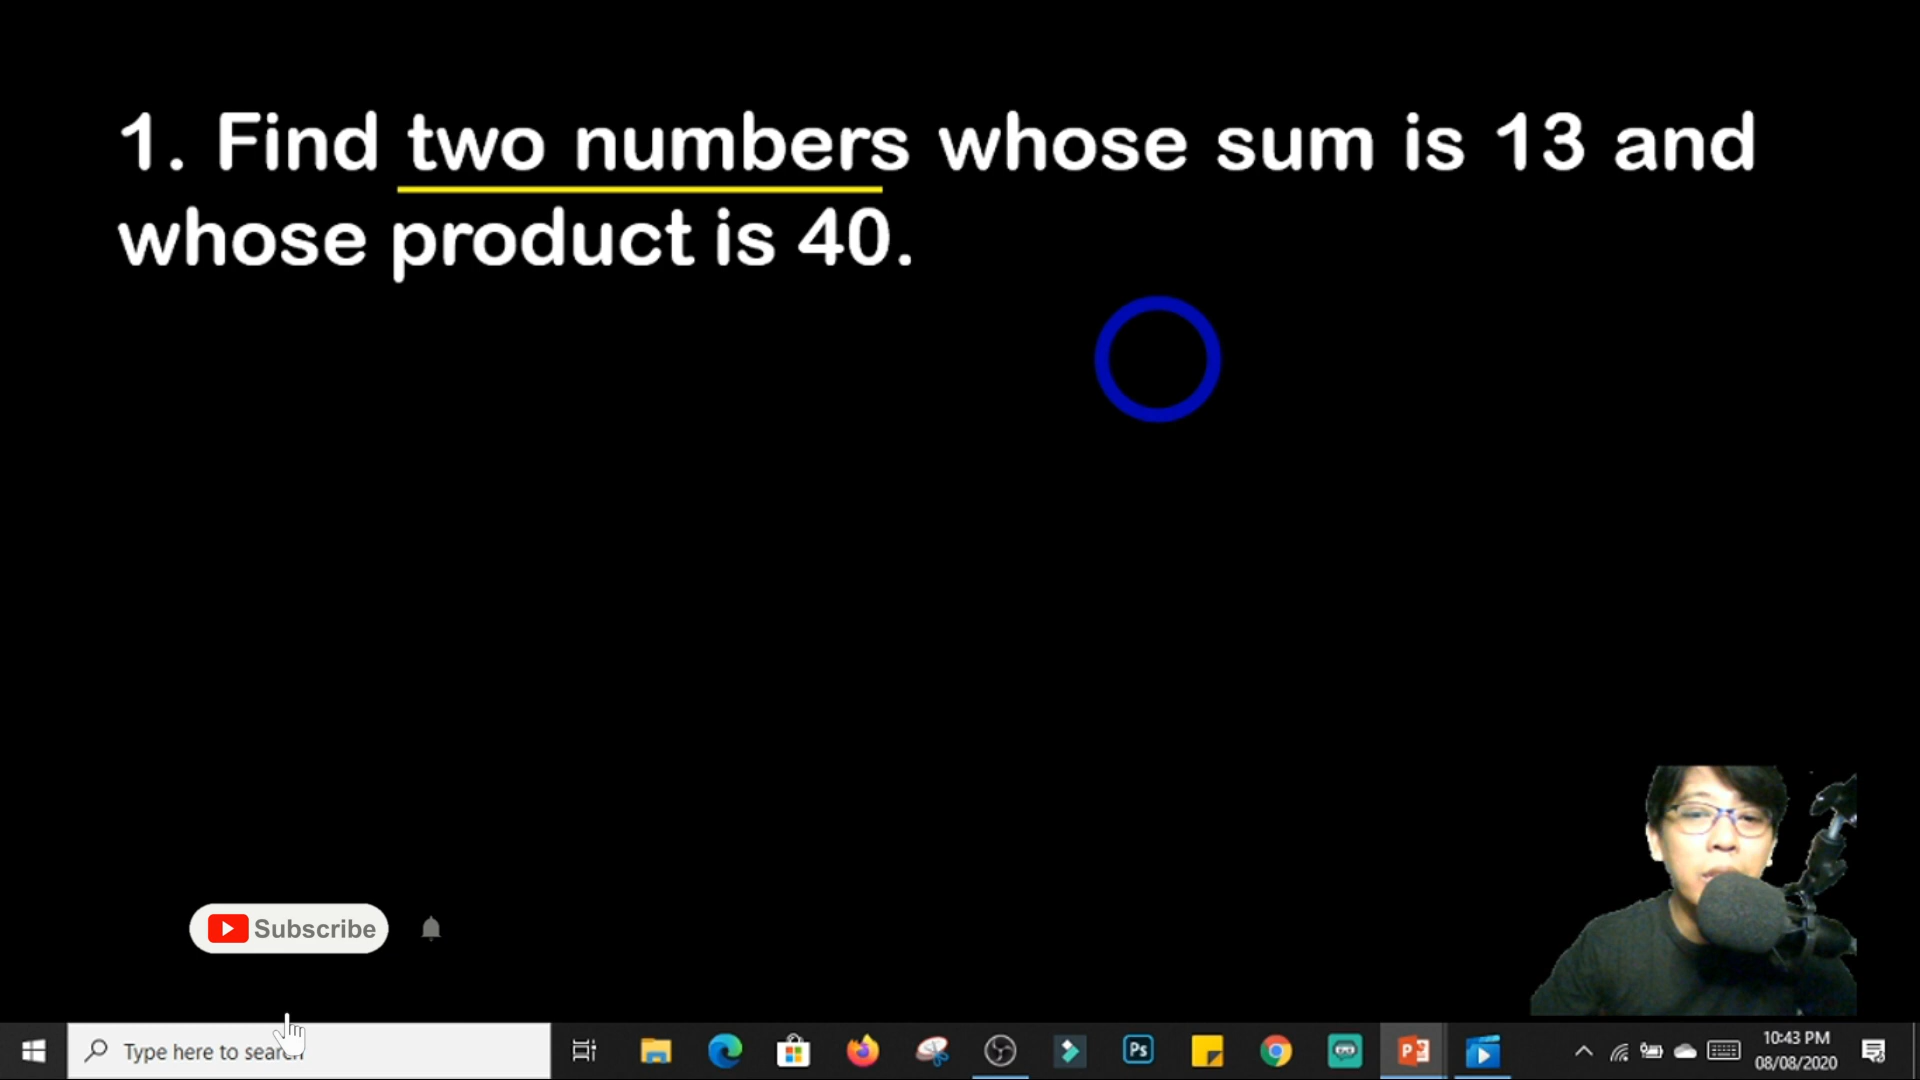 1. Find two numbers whose sum is 13 and
whose product is 40.
Subscribe
Type here to search
Ps
10:43 PM
08/08/2020